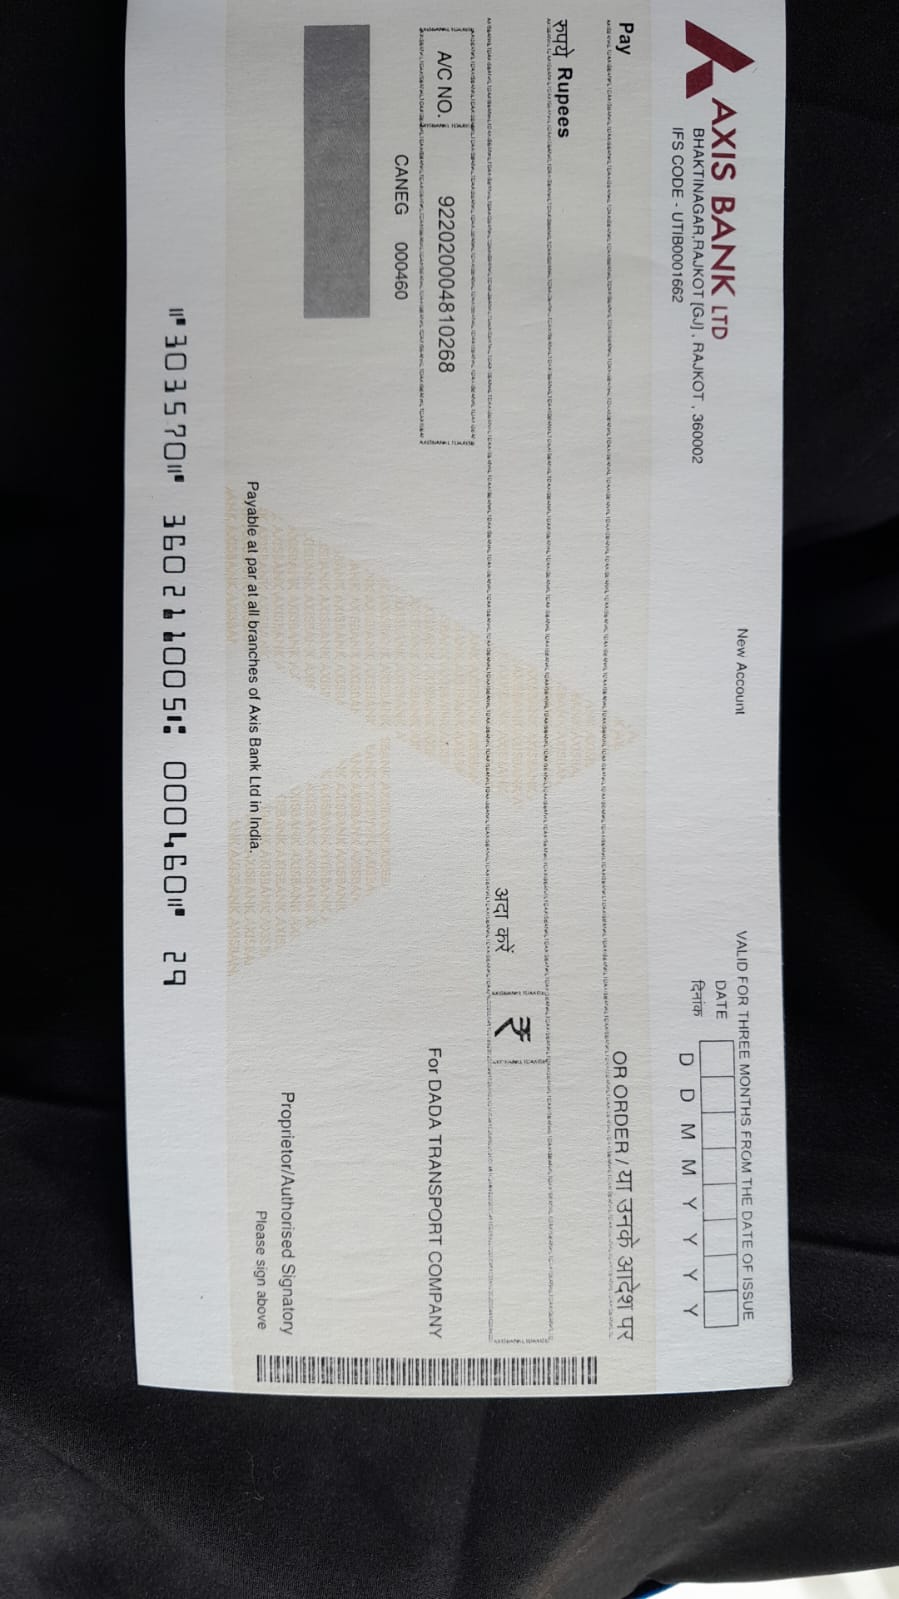 AXIS BANK LTD
BHAKTINAGAR,RAJKOT [GJ] , RAJKOT , 360002
IFS CODE - UTIB0001662
New Account
VALID FOR THREE MONTHS FROM THE DATE OF ISSUE
DATE
दिनांक
D D M M Y Y Y Y
Pay
OR ORDER / या उनके आदेश पर
रुपये Rupees
अदा करें ₹
A/C NO. 922020004810268
CANEG 000460
For DADA TRANSPORT COMPANY
Proprietor/Authorised Signatory
Please sign above
Payable at par at all branches of Axis Bank Ltd in India.
⑈303570⑈ 360211005⑆ 000460⑈ 29